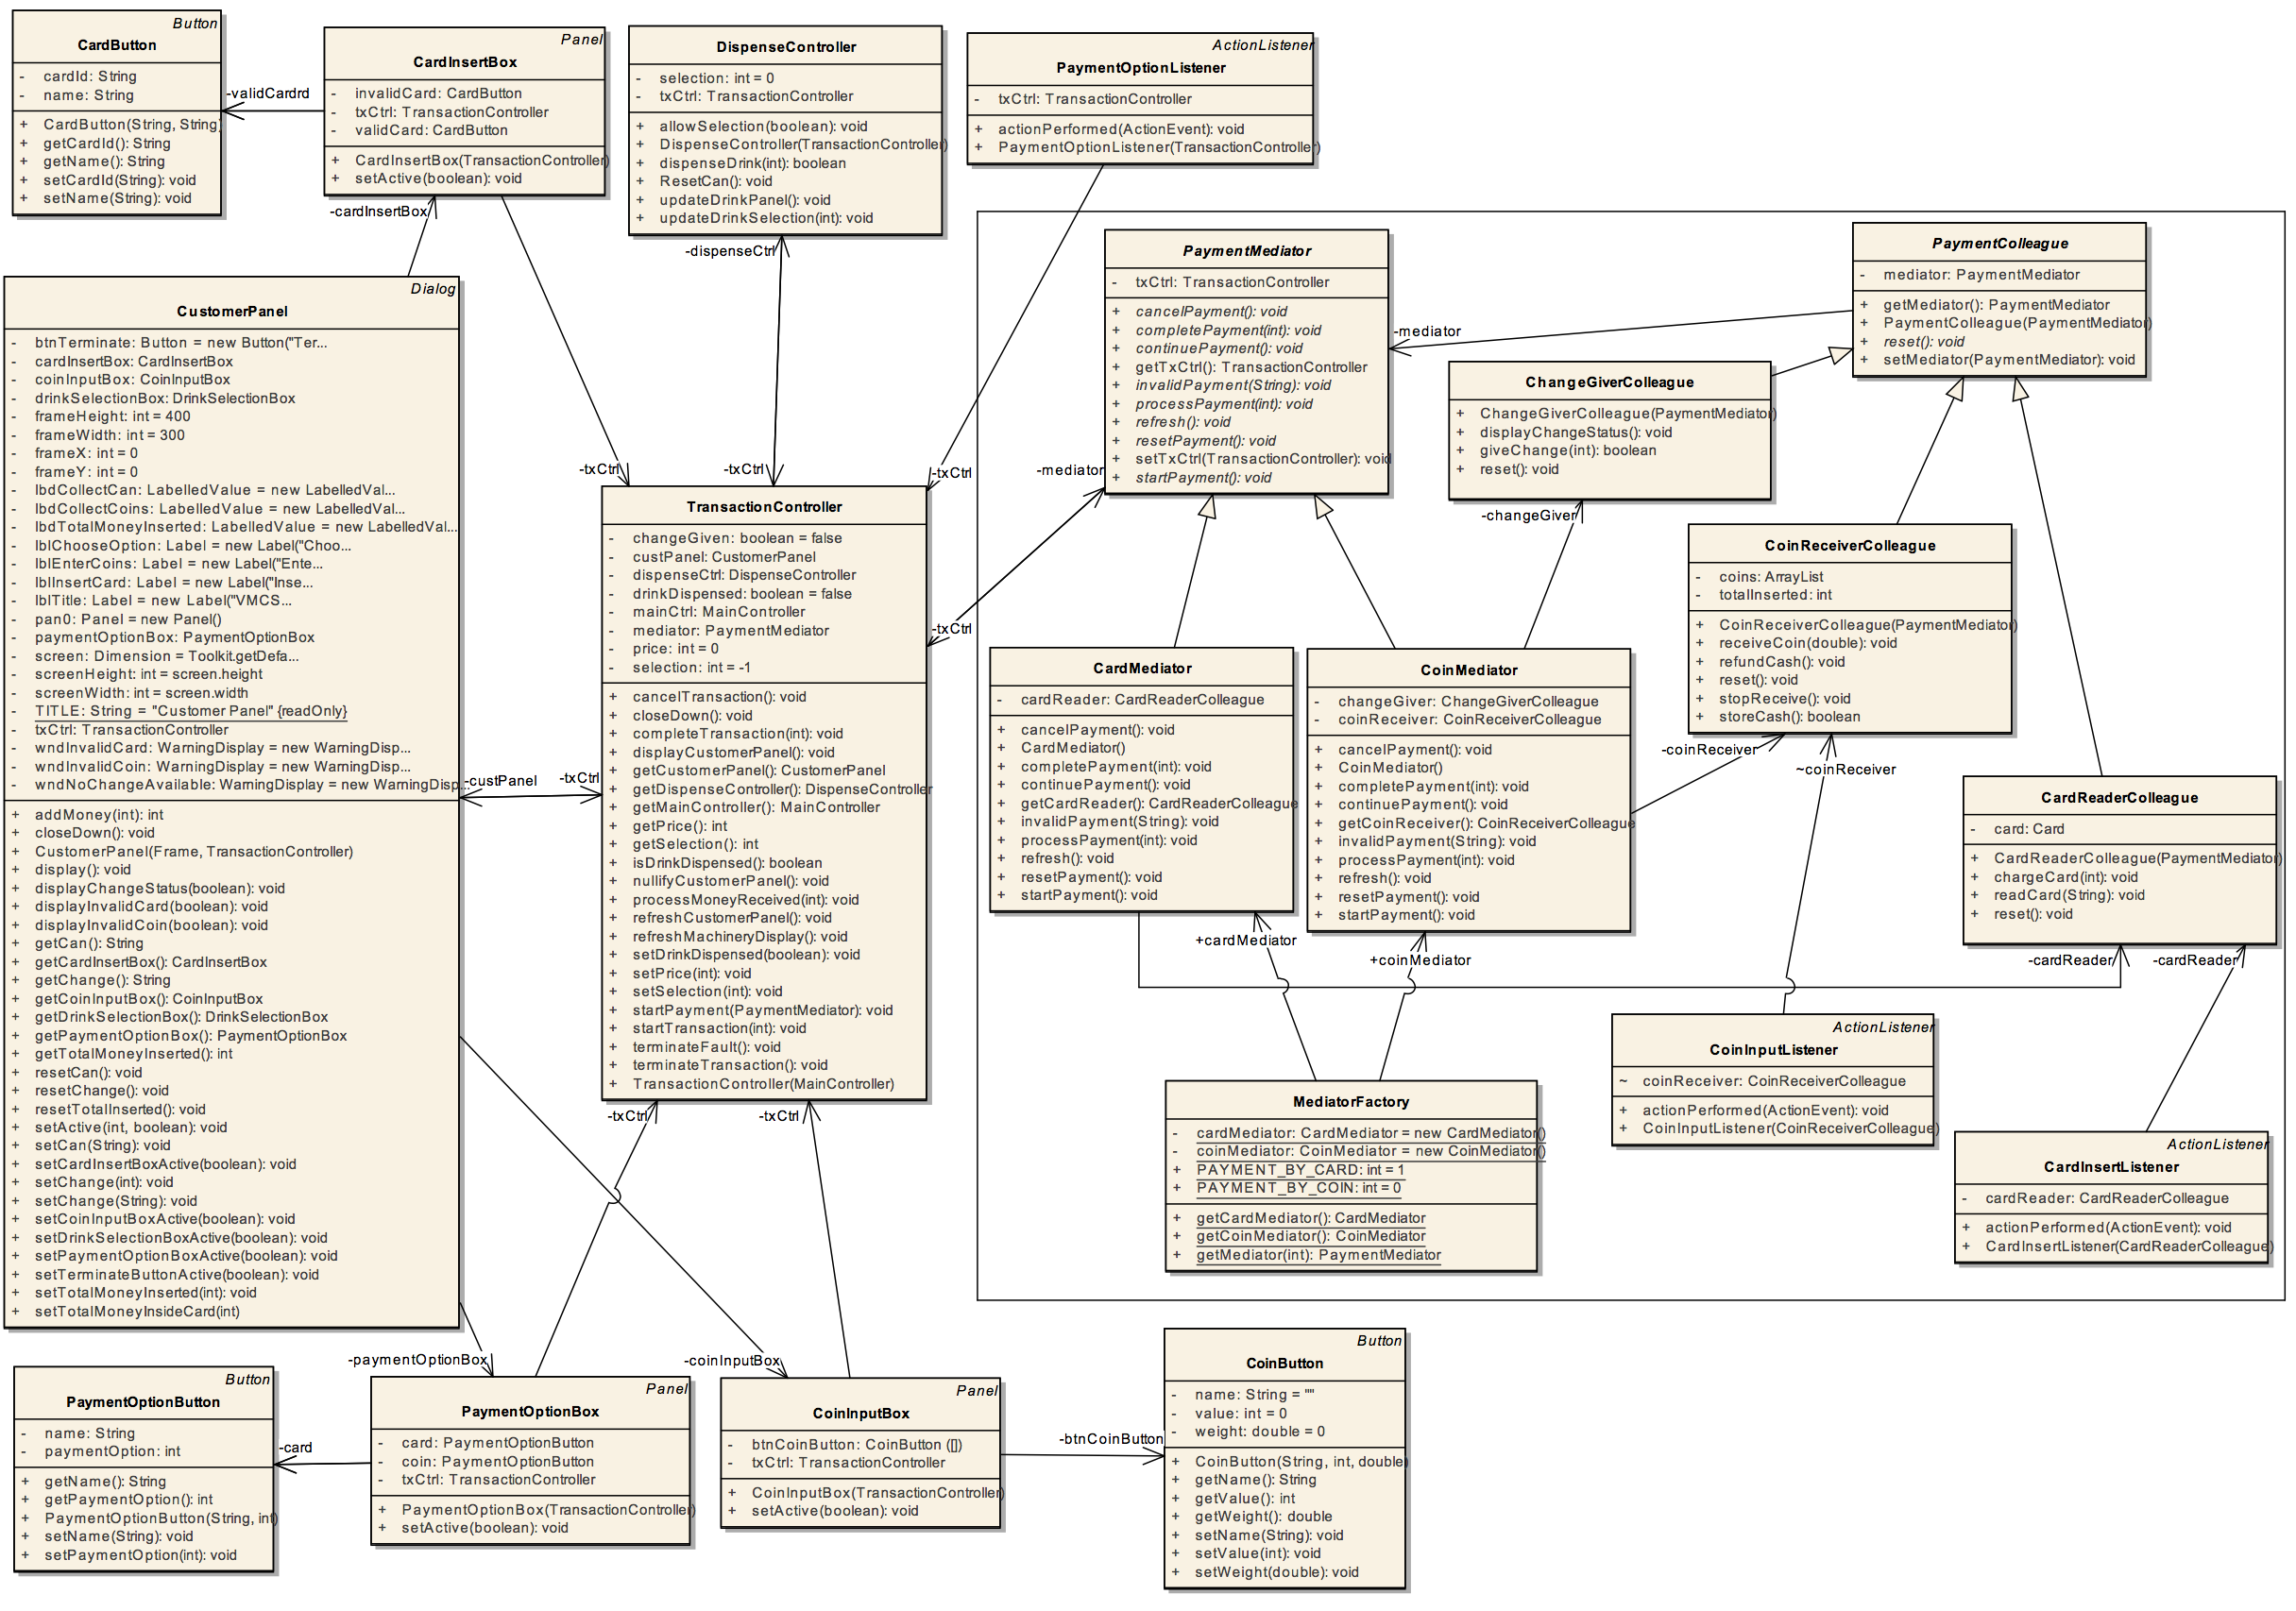 Button
CardButton
- cardId: String
- name: String
+ CardButton(String, String)
+ getCardId(): String
+ getName(): String
+ setCardId(String): void
+ setName(String): void
-validCardrd
Panel
CardInsertBox
- invalidCard: CardButton
- txCtrl: TransactionController
- validCard: CardButton
+ CardInsertBox(TransactionController)
+ setActive(boolean): void
-cardInsertBox
DispenseController
- selection: int = 0
- txCtrl: TransactionController
+ allowSelection(boolean): void
+ DispenseController(TransactionController)
+ dispenseDrink(int): boolean
+ ResetCan(): void
+ updateDrinkPanel(): void
+ updateDrinkSelection(int): void
-dispenseCtrl
ActionListener
PaymentOptionListener
- txCtrl: TransactionController
+ actionPerformed(ActionEvent): void
+ PaymentOptionListener(TransactionController)
Dialog
CustomerPanel
- btnTerminate: Button = new Button("Ter...
- cardInsertBox: CardInsertBox
- coinInputBox: CoinInputBox
- drinkSelectionBox: DrinkSelectionBox
- frameHeight: int = 400
- frameWidth: int = 300
- frameX: int = 0
- frameY: int = 0
- lbdCollectCan: LabelledValue = new LabelledVal...
- lbdCollectCoins: LabelledValue = new LabelledVal...
- lbdTotalMoneyInserted: LabelledValue = new LabelledVal...
- lblChooseOption: Label = new Label("Choo...
- lblEnterCoins: Label = new Label("Ente...
- lblInsertCard: Label = new Label("Inse...
- lblTitle: Label = new Label("VMCS...
- pan0: Panel = new Panel()
- paymentOptionBox: PaymentOptionBox
- screen: Dimension = Toolkit.getDefa...
- screenHeight: int = screen.height
- screenWidth: int = screen.width
- TITLE: String = "Customer Panel" {readOnly}
- txCtrl: TransactionController
- wndInvalidCard: WarningDisplay = new WarningDisp...
- wndInvalidCoin: WarningDisplay = new WarningDisp...
- wndNoChangeAvailable: WarningDisplay = new WarningDisp...
+ addMoney(int): int
+ closeDown(): void
+ CustomerPanel(Frame, TransactionController)
+ display(): void
+ displayChangeStatus(boolean): void
+ displayInvalidCard(boolean): void
+ displayInvalidCoin(boolean): void
+ getCan(): String
+ getCardInsertBox(): CardInsertBox
+ getChange(): String
+ getCoinInputBox(): CoinInputBox
+ getDrinkSelectionBox(): DrinkSelectionBox
+ getPaymentOptionBox(): PaymentOptionBox
+ getTotalMoneyInserted(): int
+ resetCan(): void
+ resetChange(): void
+ resetTotalInserted(): void
+ setActive(int, boolean): void
+ setCan(String): void
+ setCardInsertBoxActive(boolean): void
+ setChange(int): void
+ setChange(String): void
+ setCoinInputBoxActive(boolean): void
+ setDrinkSelectionBoxActive(boolean): void
+ setPaymentOptionBoxActive(boolean): void
+ setTerminateButtonActive(boolean): void
+ setTotalMoneyInserted(int): void
+ setTotalMoneyInsideCard(int)
-custPanel
-txCtrl
-txCtrl
-txCtrl
-txCtrl
-mediator
-txCtrl
TransactionController
- changeGiven: boolean = false
- custPanel: CustomerPanel
- dispenseCtrl: DispenseController
- drinkDispensed: boolean = false
- mainCtrl: MainController
- mediator: PaymentMediator
- price: int = 0
- selection: int = -1
+ cancelTransaction(): void
+ closeDown(): void
+ completeTransaction(int): void
+ displayCustomerPanel(): void
+ getCustomerPanel(): CustomerPanel
+ getDispenseController(): DispenseController
+ getMainController(): MainController
+ getPrice(): int
+ getSelection(): int
+ isDrinkDispensed(): boolean
+ nullifyCustomerPanel(): void
+ processMoneyReceived(int): void
+ refreshCustomerPanel(): void
+ refreshMachineryDisplay(): void
+ setDrinkDispensed(boolean): void
+ setPrice(int): void
+ setSelection(int): void
+ startPayment(PaymentMediator): void
+ startTransaction(int): void
+ terminateFault(): void
+ terminateTransaction(): void
+ TransactionController(MainController)
-txCtrl
-txCtrl
PaymentMediator
- txCtrl: TransactionController
+ cancelPayment(): void
+ completePayment(int): void
+ continuePayment(): void
+ getTxCtrl(): TransactionController
+ invalidPayment(String): void
+ processPayment(int): void
+ refresh(): void
+ resetPayment(): void
+ setTxCtrl(TransactionController): void
+ startPayment(): void
-mediator
PaymentColleague
- mediator: PaymentMediator
+ getMediator(): PaymentMediator
+ PaymentColleague(PaymentMediator)
+ reset(): void
+ setMediator(PaymentMediator): void
ChangeGiverColleague
+ ChangeGiverColleague(PaymentMediator)
+ displayChangeStatus(): void
+ giveChange(int): boolean
+ reset(): void
-changeGiver
CoinReceiverColleague
- coins: ArrayList
- totalInserted: int
+ CoinReceiverColleague(PaymentMediator)
+ receiveCoin(double): void
+ refundCash(): void
+ reset(): void
+ stopReceive(): void
+ storeCash(): boolean
-coinReceiver
~coinReceiver
CardMediator
- cardReader: CardReaderColleague
+ cancelPayment(): void
+ CardMediator()
+ completePayment(int): void
+ continuePayment(): void
+ getCardReader(): CardReaderColleague
+ invalidPayment(String): void
+ processPayment(int): void
+ refresh(): void
+ resetPayment(): void
+ startPayment(): void
+cardMediator
CoinMediator
- changeGiver: ChangeGiverColleague
- coinReceiver: CoinReceiverColleague
+ cancelPayment(): void
+ CoinMediator()
+ completePayment(int): void
+ continuePayment(): void
+ getCoinReceiver(): CoinReceiverColleague
+ invalidPayment(String): void
+ processPayment(int): void
+ refresh(): void
+ resetPayment(): void
+ startPayment(): void
+coinMediator
CardReaderColleague
- card: Card
+ CardReaderColleague(PaymentMediator)
+ chargeCard(int): void
+ readCard(String): void
+ reset(): void
-cardReader
-cardReader
MediatorFactory
- cardMediator: CardMediator = new CardMediator()
- coinMediator: CoinMediator = new CoinMediator()
+ PAYMENT_BY_CARD: int = 1
+ PAYMENT_BY_COIN: int = 0
+ getCardMediator(): CardMediator
+ getCoinMediator(): CoinMediator
+ getMediator(int): PaymentMediator
ActionListener
CoinInputListener
~ coinReceiver: CoinReceiverColleague
+ actionPerformed(ActionEvent): void
+ CoinInputListener(CoinReceiverColleague)
ActionListener
CardInsertListener
- cardReader: CardReaderColleague
+ actionPerformed(ActionEvent): void
+ CardInsertListener(CardReaderColleague)
Button
PaymentOptionButton
- name: String
- paymentOption: int
+ getName(): String
+ getPaymentOption(): int
+ PaymentOptionButton(String, int)
+ setName(String): void
+ setPaymentOption(int): void
-card
-paymentOptionBox
Panel
PaymentOptionBox
- card: PaymentOptionButton
- coin: PaymentOptionButton
- txCtrl: TransactionController
+ PaymentOptionBox(TransactionController)
+ setActive(boolean): void
-coinInputBox
Panel
CoinInputBox
- btnCoinButton: CoinButton ([])
- txCtrl: TransactionController
+ CoinInputBox(TransactionController)
+ setActive(boolean): void
-btnCoinButton
Button
CoinButton
- name: String = ""
- value: int = 0
- weight: double = 0
+ CoinButton(String, int, double)
+ getName(): String
+ getValue(): int
+ getWeight(): double
+ setName(String): void
+ setValue(int): void
+ setWeight(double): void